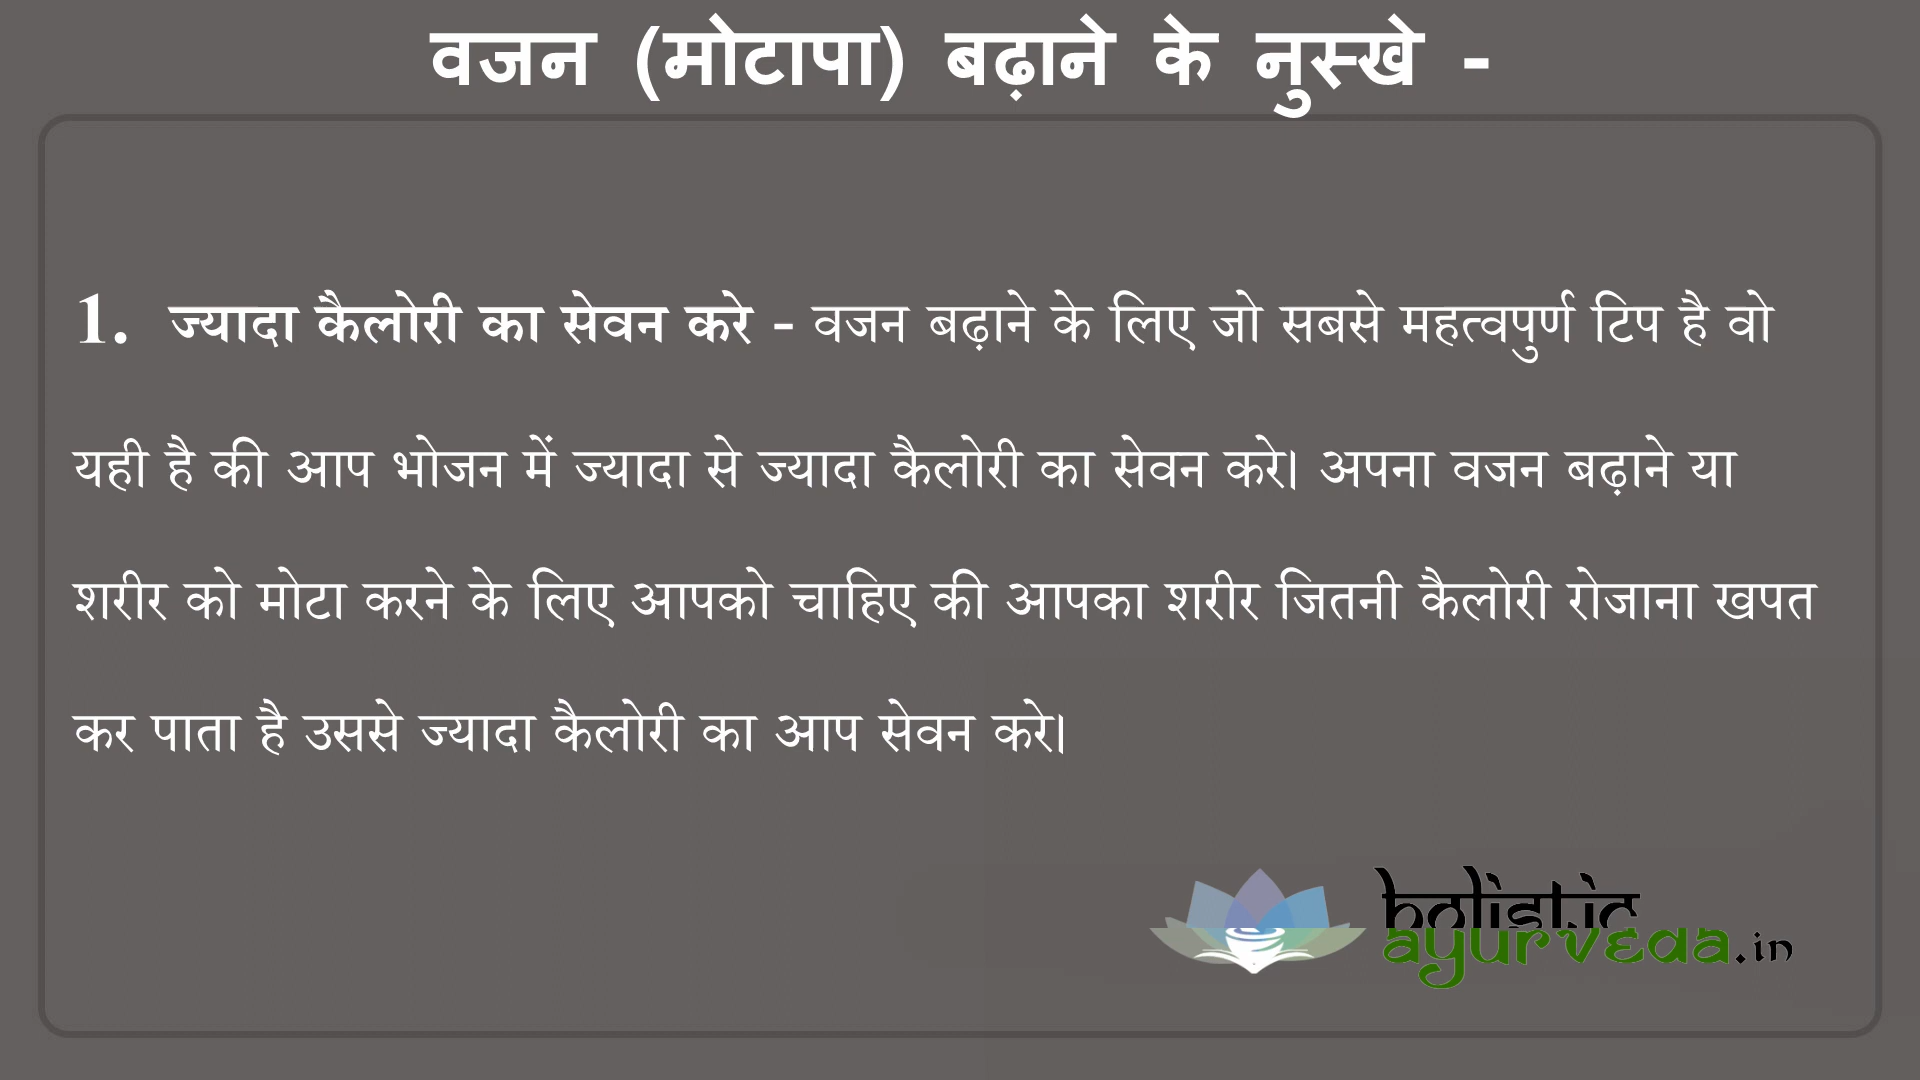 वजन (मोटापा) बढ़ाने के नुस्खे -
1. ज्यादा कैलोरी का सेवन करे - वजन बढ़ाने के लिए जो सबसे महत्वपुर्ण टिप है वो
यही है की आप भोजन में ज्यादा से ज्यादा कैलोरी का सेवन करे। अपना वजन बढ़ाने या
शरीर को मोटा करने के लिए आपको चाहिए की आपका शरीर जितनी कैलोरी रोजाना खपत
कर पाता है उससे ज्यादा कैलोरी का आप सेवन करे।
holistic
ayurveda.in